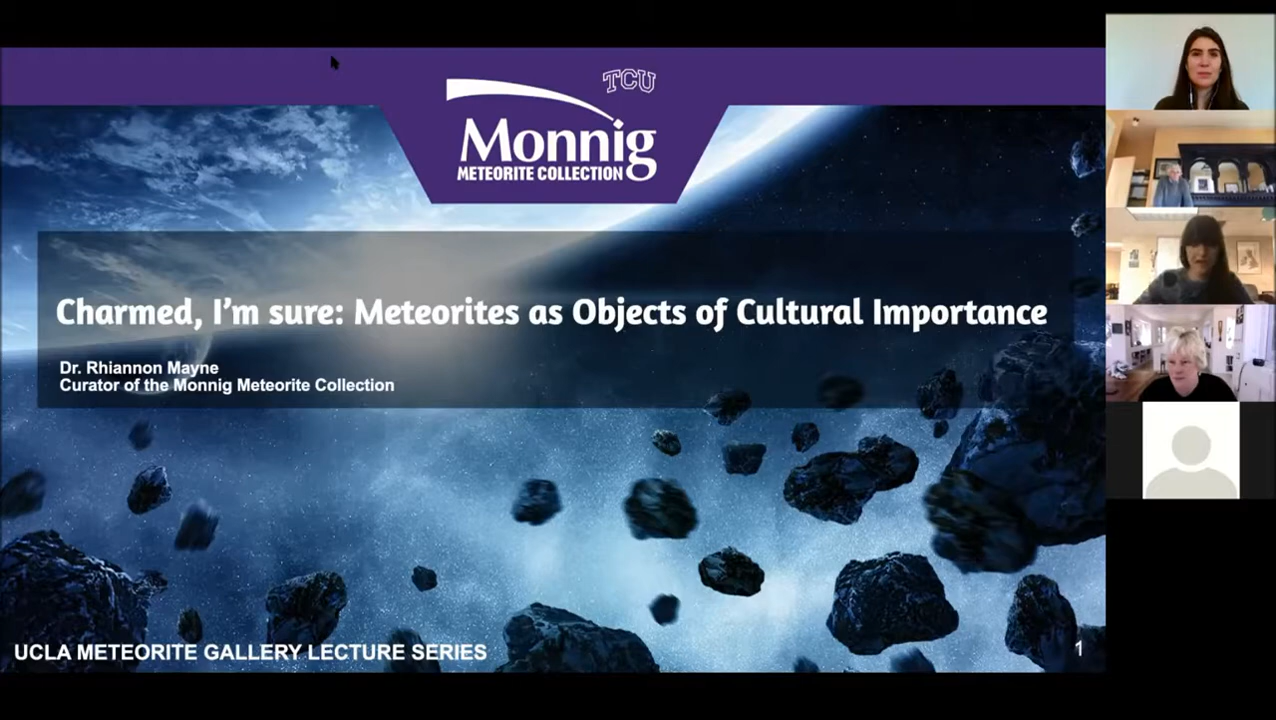 TCU
Monnig
METEORITE COLLECTION
Charmed, I'm sure: Meteorites as Objects of Cultural Importance
Dr. Rhiannon Mayne
Curator of the Monnig Meteorite Collection
UCLA METEORITE GALLERY LECTURE SERIES
1